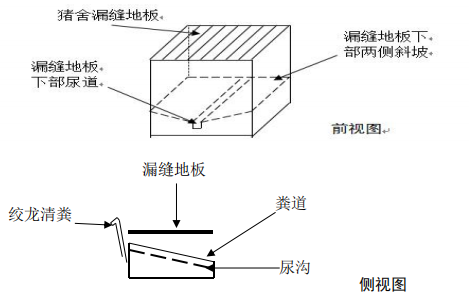 猪舍漏缝地板
漏缝地板
下部尿道
漏缝地板下
部两侧斜坡
前视图
漏缝地板
绞龙清粪
粪道
尿沟
侧视图